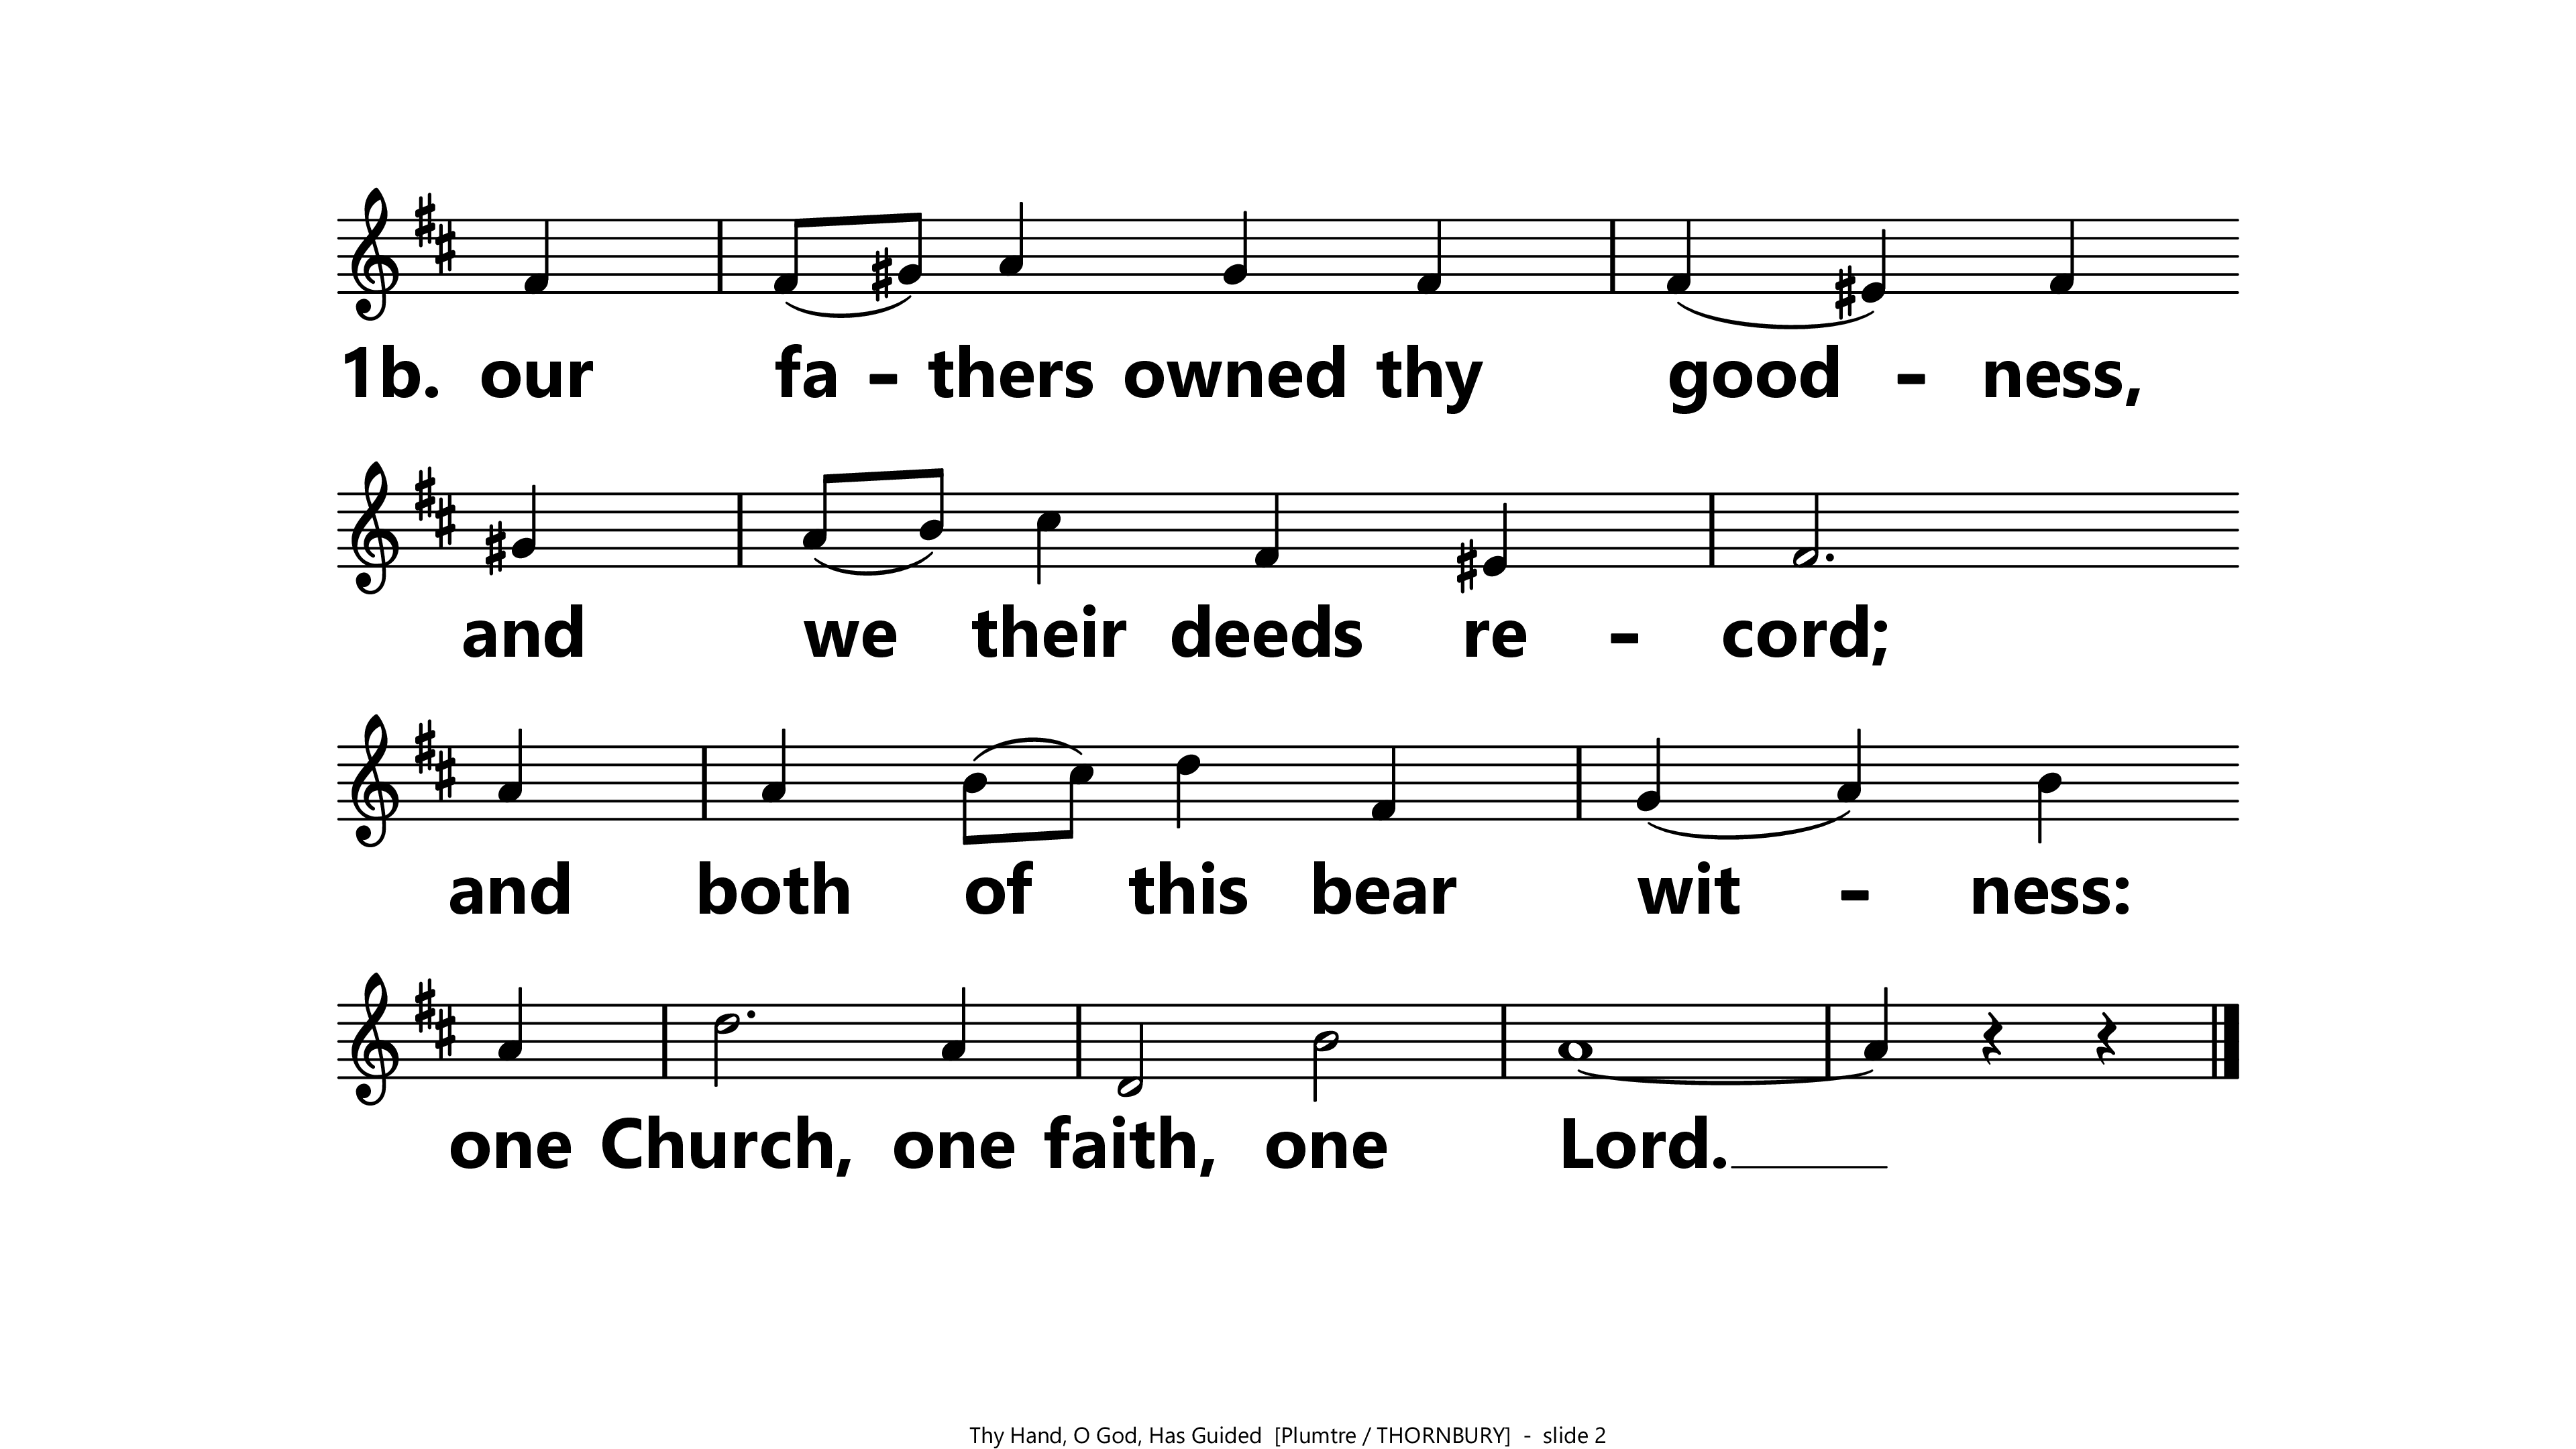 1b. our fa - thers owned thy good - ness,
and we their deeds re - cord;
and both of this bear wit - ness:
one Church, one faith, one Lord.
Thy Hand, O God, Has Guided [Plumtre / THORNBURY] - slide 2